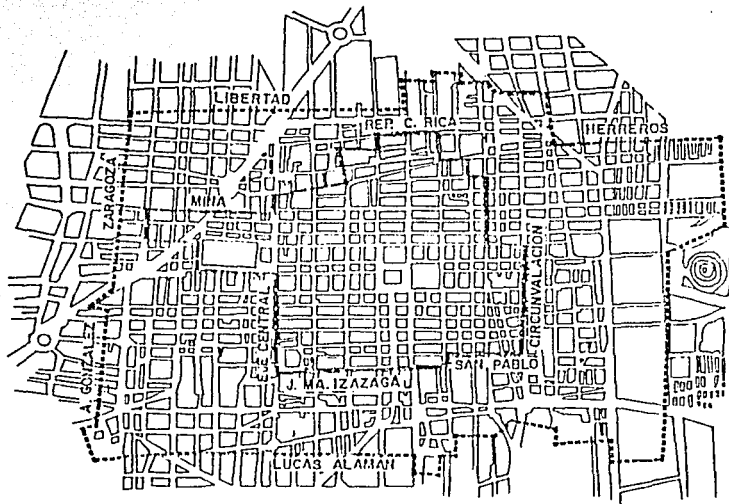 LIBERTAD
REP. C. RICA
HERREROS
ZARAGOZA
MINA
CIRCUNVALACION
EJE CENTRAL
A. GONZALEZ
SAN PABLO
J. MA. IZAZAGA
LUCAS ALAMAN